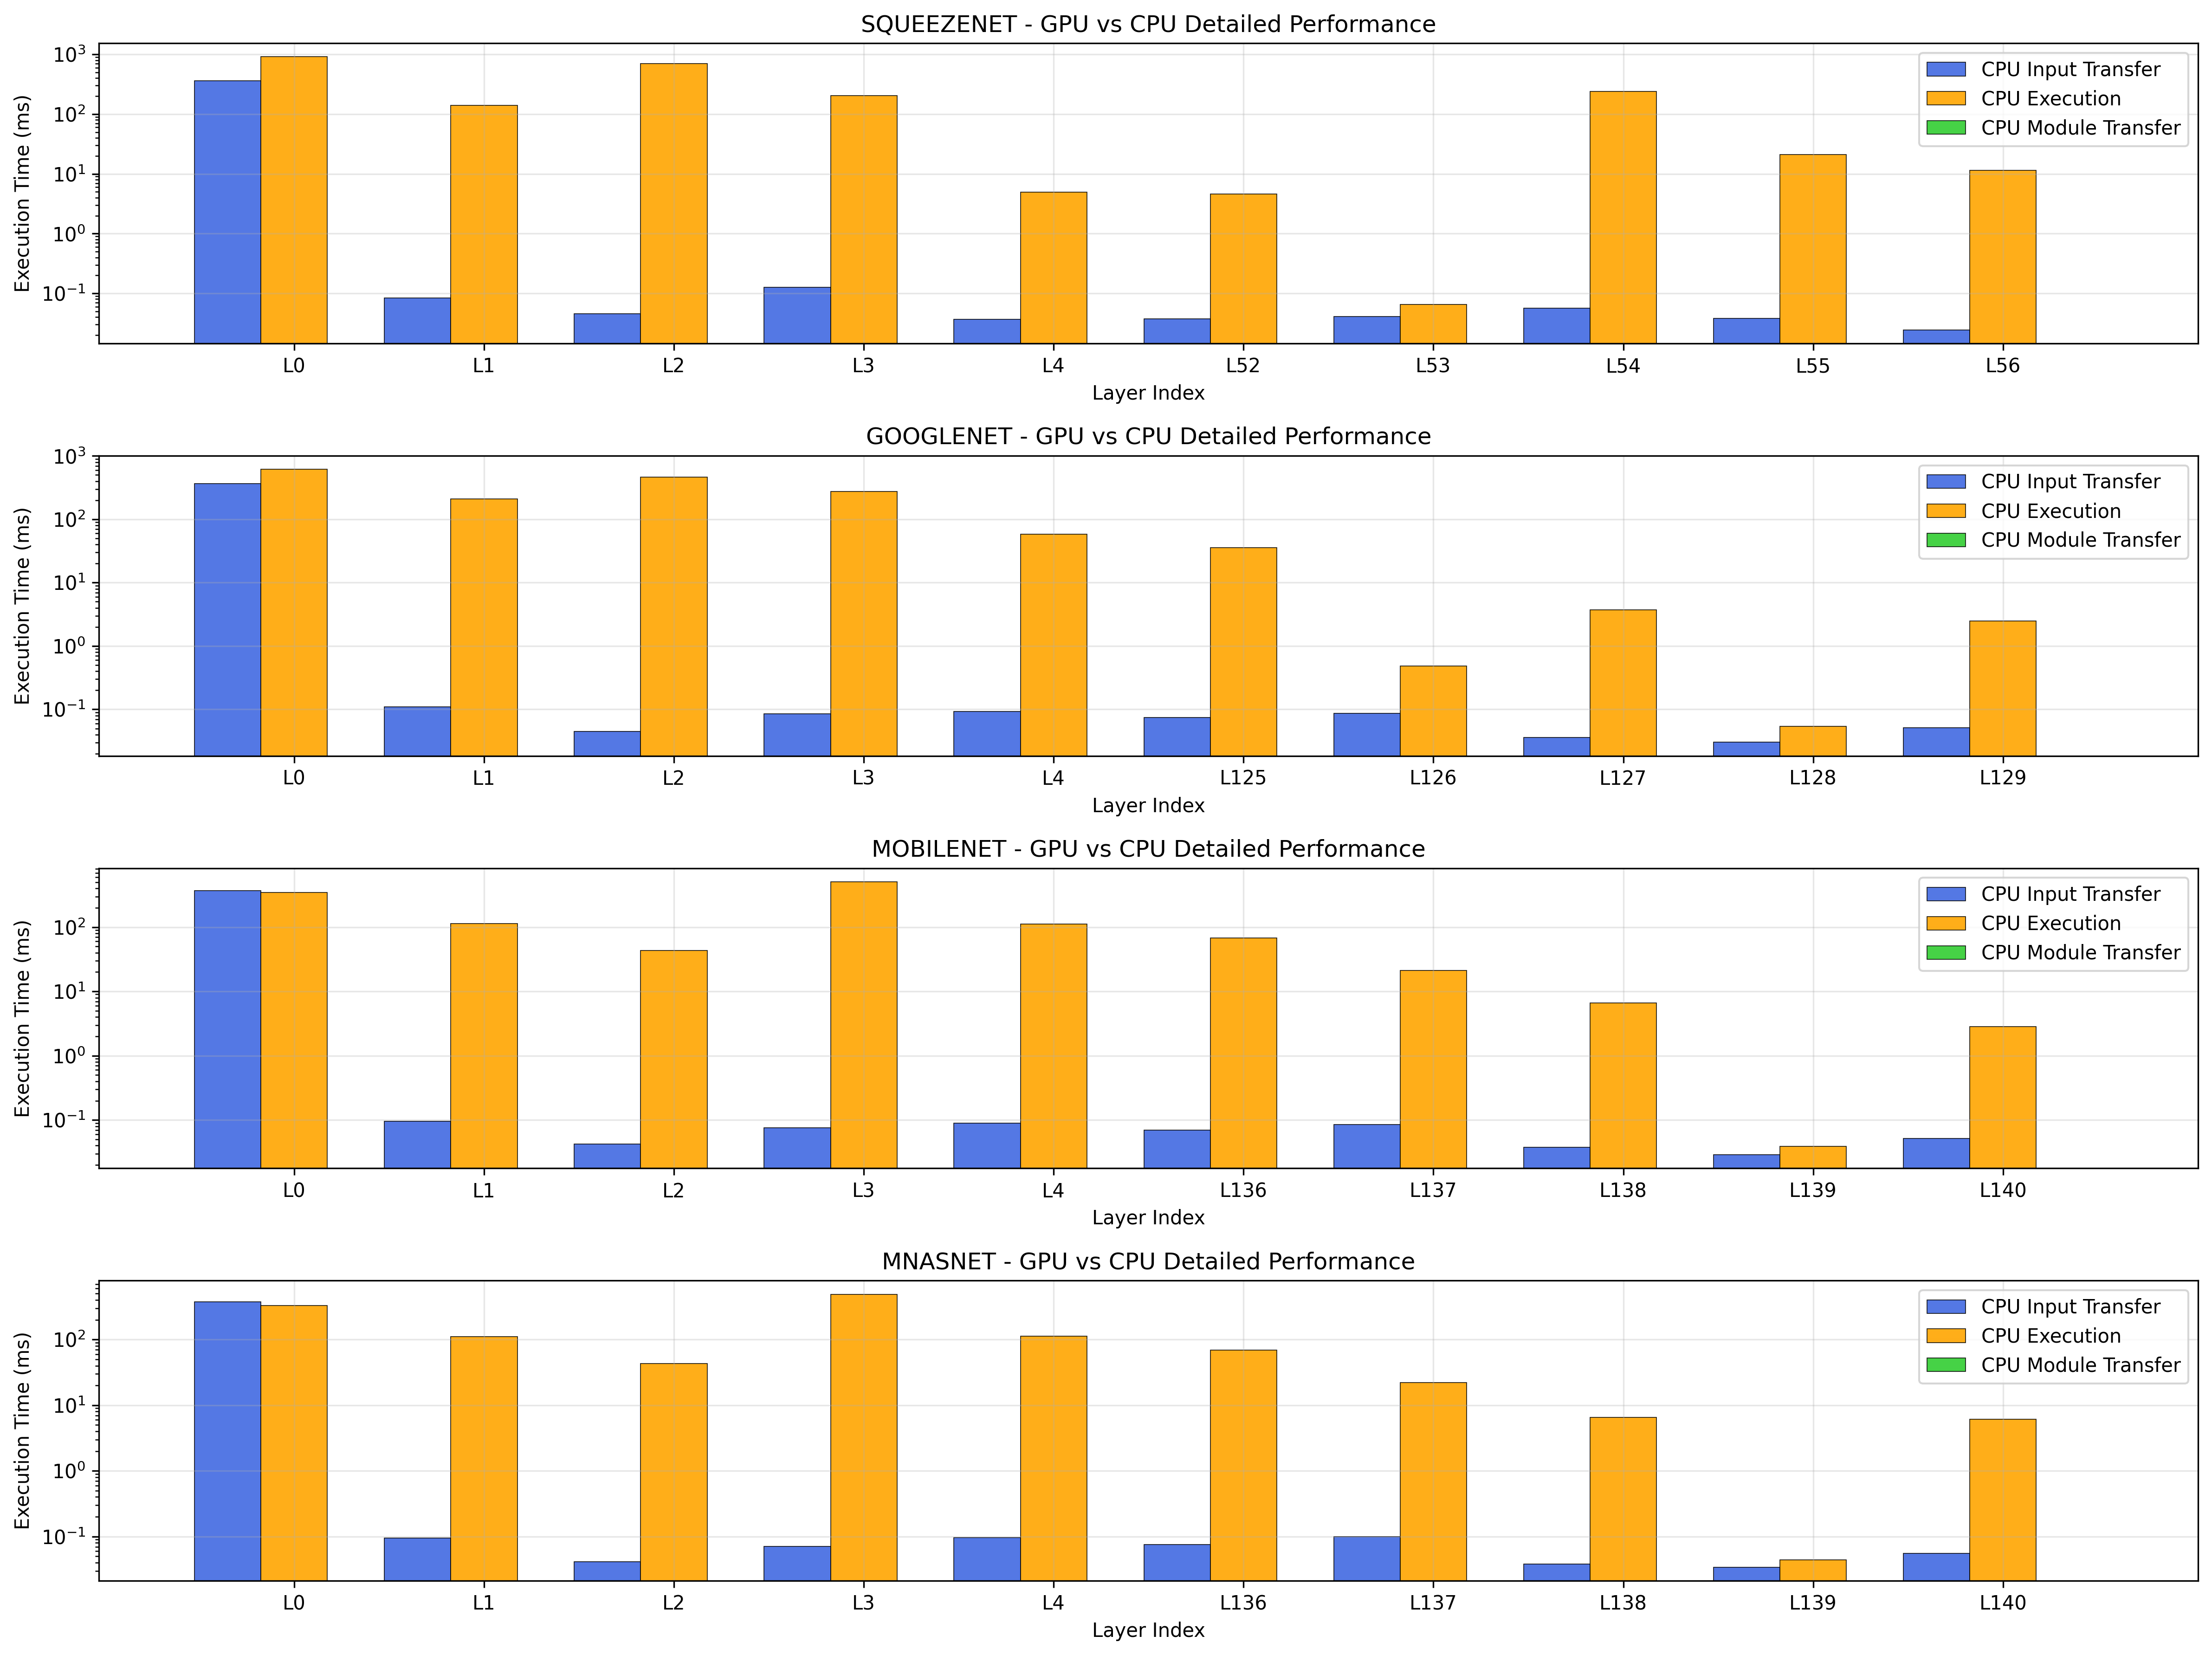 SQUEEZENET - GPU vs CPU Detailed Performance
Execution Time (ms)
10³
10²
10¹
10⁰
10⁻¹
CPU Input Transfer
CPU Execution
CPU Module Transfer
L0 L1 L2 L3 L4 L52 L53 L54 L55 L56
Layer Index
GOOGLENET - GPU vs CPU Detailed Performance
Execution Time (ms)
10³
10²
10¹
10⁰
10⁻¹
CPU Input Transfer
CPU Execution
CPU Module Transfer
L0 L1 L2 L3 L4 L125 L126 L127 L128 L129
Layer Index
MOBILENET - GPU vs CPU Detailed Performance
Execution Time (ms)
10²
10¹
10⁰
10⁻¹
CPU Input Transfer
CPU Execution
CPU Module Transfer
L0 L1 L2 L3 L4 L136 L137 L138 L139 L140
Layer Index
MNASNET - GPU vs CPU Detailed Performance
Execution Time (ms)
10²
10¹
10⁰
10⁻¹
CPU Input Transfer
CPU Execution
CPU Module Transfer
L0 L1 L2 L3 L4 L136 L137 L138 L139 L140
Layer Index